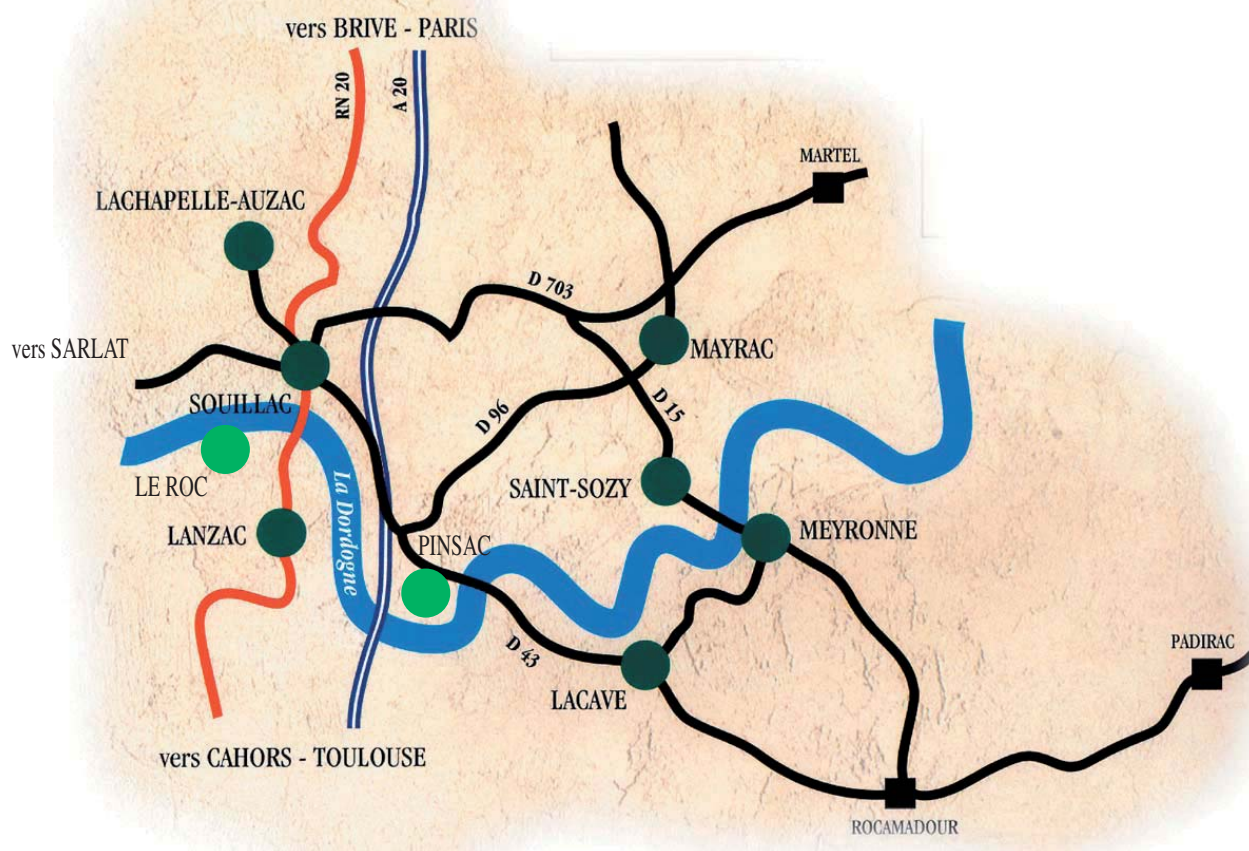 vers BRIVE - PARIS
RN 20
A 20
MARTEL
LACHAPELLE-AUZAC
D 703
vers SARLAT
MAYRAC
SOUILLAC
D 96
D 15
LE ROC
La Dordogne
SAINT-SOZY
LANZAC
MEYRONNE
PINSAC
D 43
PADIRAC
LACAVE
vers CAHORS - TOULOUSE
ROCAMADOUR